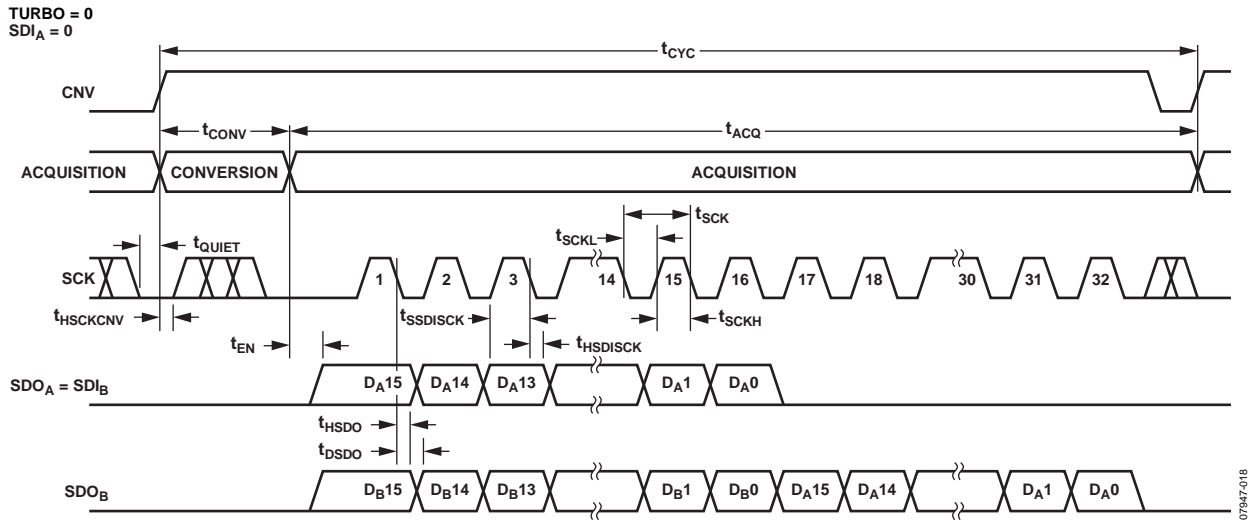 TURBO = 0
SDIA = 0
tCYC
CNV
tCONV
tACQ
ACQUISITION
CONVERSION
ACQUISITION
tSCK
tQUIET
tSCKL
SCK
1 2 3 14 15 16 17 18 30 31 32
tHSCKCNV
tSSDISCK
tSCKH
tEN
tHSDISCK
SDOA = SDIB
DA15 DA14 DA13 DA1 DA0
tHSDO
tDSDO
SDOB
DB15 DB14 DB13 DB1 DB0 DA15 DA14 DA1 DA0
07947-018